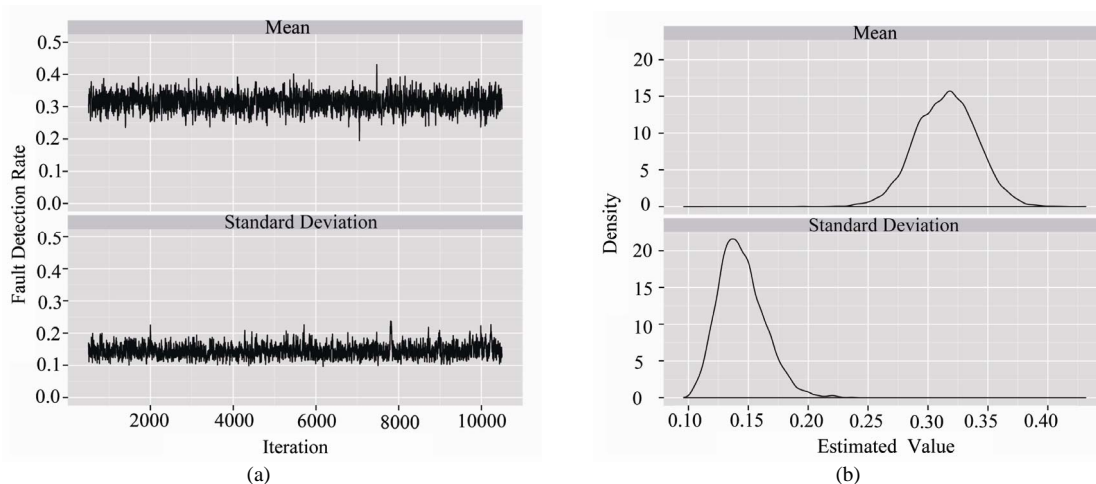 Mean
0.5
0.4
0.3
0.2
0.1
0.0
Standard Deviation
0.5
0.4
0.3
0.2
0.1
0.0
Fault Detection Rate
2000 4000 6000 8000 10000
Iteration
(a)
Mean
20
15
10
5
0
Standard Deviation
20
15
10
5
0
Density
0.10 0.15 0.20 0.25 0.30 0.35 0.40
Estimated Value
(b)